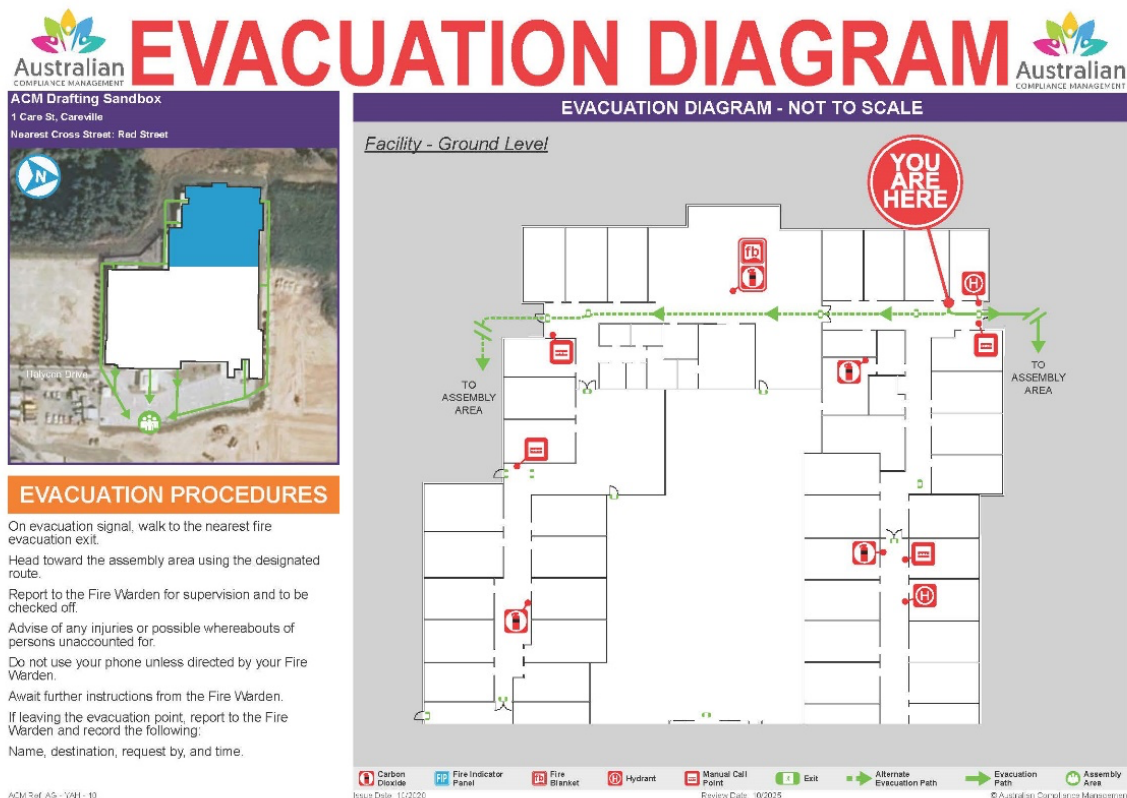 Australian
COMPLIANCE MANAGEMENT
EVACUATION DIAGRAM
Australian
COMPLIANCE MANAGEMENT
ACM Drafting Sandbox
1 Care St, Careville
Nearest Cross Street: Red Street
N
Halycon Drive
EVACUATION PROCEDURES
On evacuation signal, walk to the nearest fire
evacuation exit.
Head toward the assembly area using the designated
route.
Report to the Fire Warden for supervision and to be
checked off.
Advise of any injuries or possible whereabouts of
persons unaccounted for.
Do not use your phone unless directed by your Fire
Warden.
Await further instructions from the Fire Warden.
If leaving the evacuation point, report to the Fire
Warden and record the following:
Name, destination, request by, and time.
EVACUATION DIAGRAM - NOT TO SCALE
Facility - Ground Level
YOU
ARE
HERE
fb
H
TO
ASSEMBLY
AREA
TO
ASSEMBLY
AREA
H
Carbon
Dioxide
FIP
Fire Indicator
Panel
fb
Fire
Blanket
H
Hydrant
Manual Call
Point
Exit
Alternate
Evacuation Path
Evacuation
Path
Assembly
Area
ACM Ref: AG - YAH - 10
Issue Date: 10/2020
Review Date: 10/2025
© Australian Compliance Management